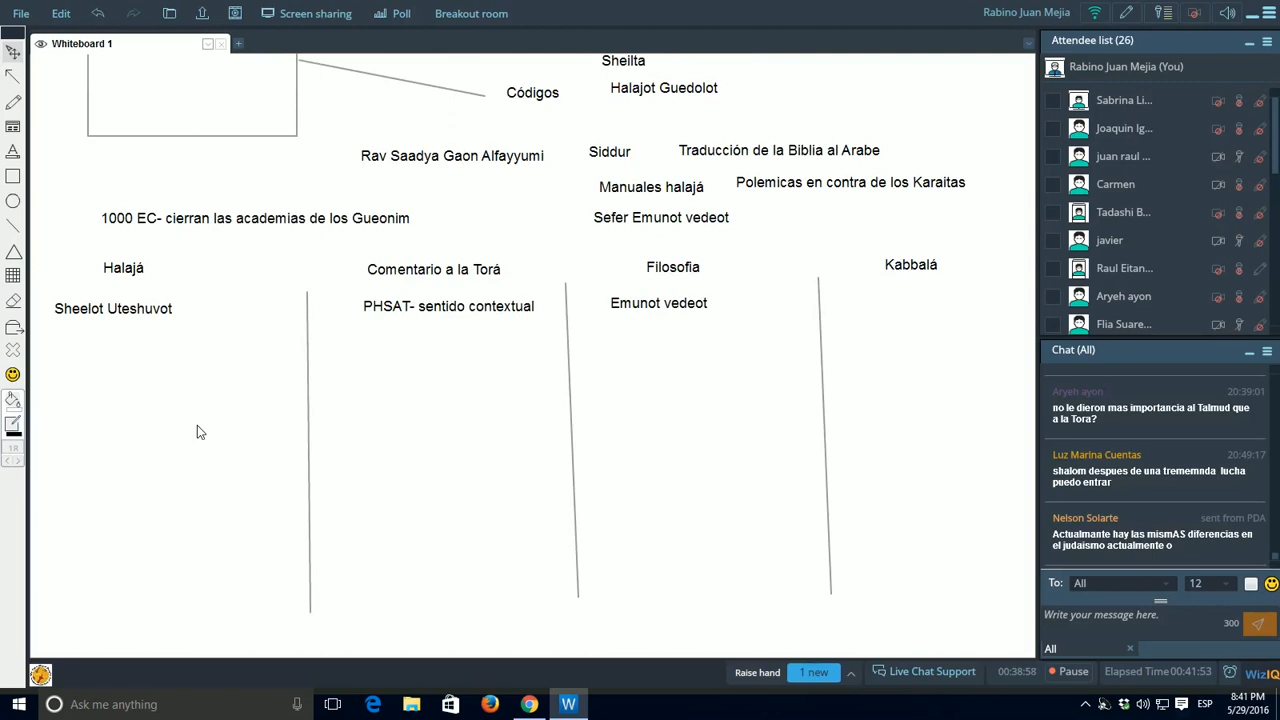 File Edit Screen sharing Poll Breakout room Rabino Juan Mejia
Whiteboard 1
Sheilta
Códigos Halajot Guedolot
Rav Saadya Gaon Alfayyumi Siddur Traducción de la Biblia al Arabe
Manuales halajá Polemicas en contra de los Karaitas
1000 EC- cierran las academias de los Gueonim Sefer Emunot vedeot
Halajá Comentario a la Torá Filosofia Kabbalá
Sheelot Uteshuvot PHSAT- sentido contextual Emunot vedeot
1R
Attendee list (26)
Rabino Juan Mejia (You)
Sabrina Li...
Joaquin Ig...
juan raul ...
Carmen
Tadashi B...
javier
Raul Eitan...
Aryeh ayon
Flia Suare...
Chat (All)
Aryeh ayon 20:39:01
no le dieron mas importancia al Talmud que
a la Tora?
Luz Marina Cuentas 20:49:17
shalom despues de una trememnda lucha
puedo entrar
Nelson Solarte sent from PDA
Actualmante hay las mismAS diferencias en
el judaismo actualmente o
To: All 12
Write your message here.
300
All
Raise hand 1 new Live Chat Support 00:38:58 Pause Elapsed Time 00:41:53 WizIQ
Ask me anything
ESP
8:41 PM
5/29/2016